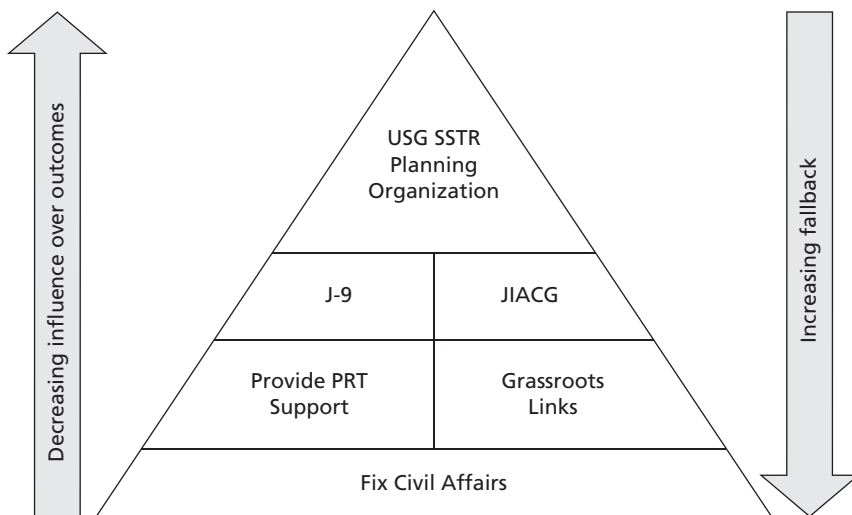 Decreasing influence over outcomes
USG SSTR
Planning
Organization
J-9
JIACG
Provide PRT
Support
Grassroots
Links
Fix Civil Affairs
Increasing fallback